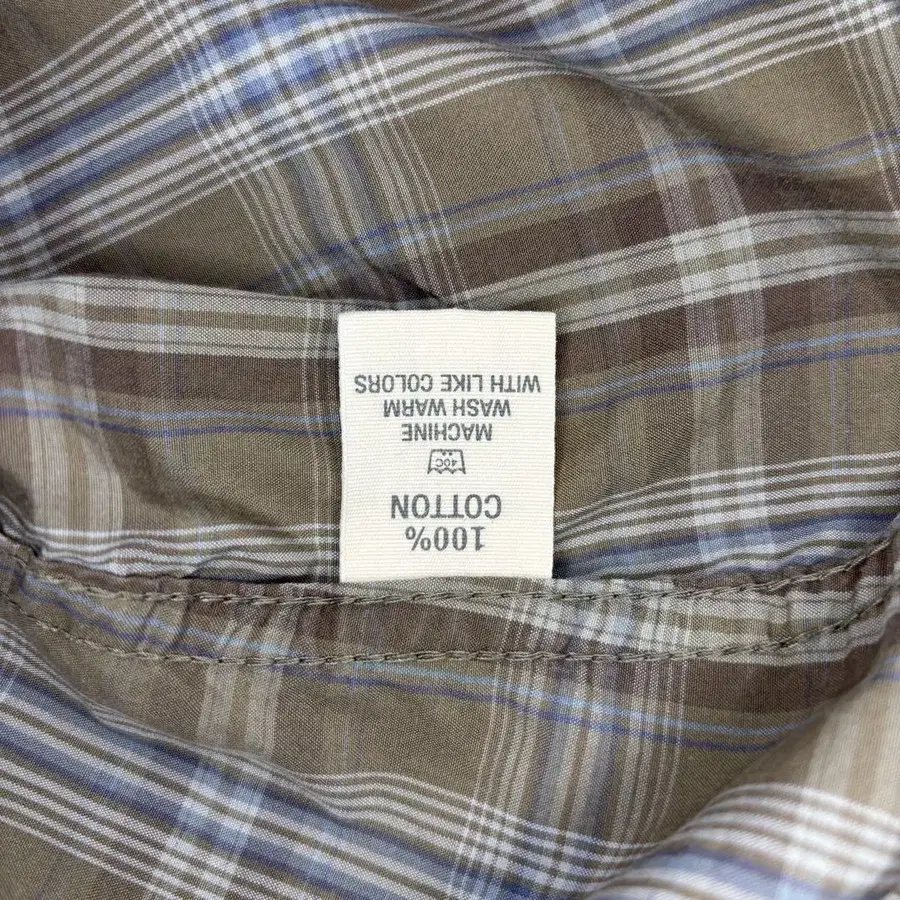 100%
COTTON
40C
MACHINE
WASH WARM
WITH LIKE COLORS